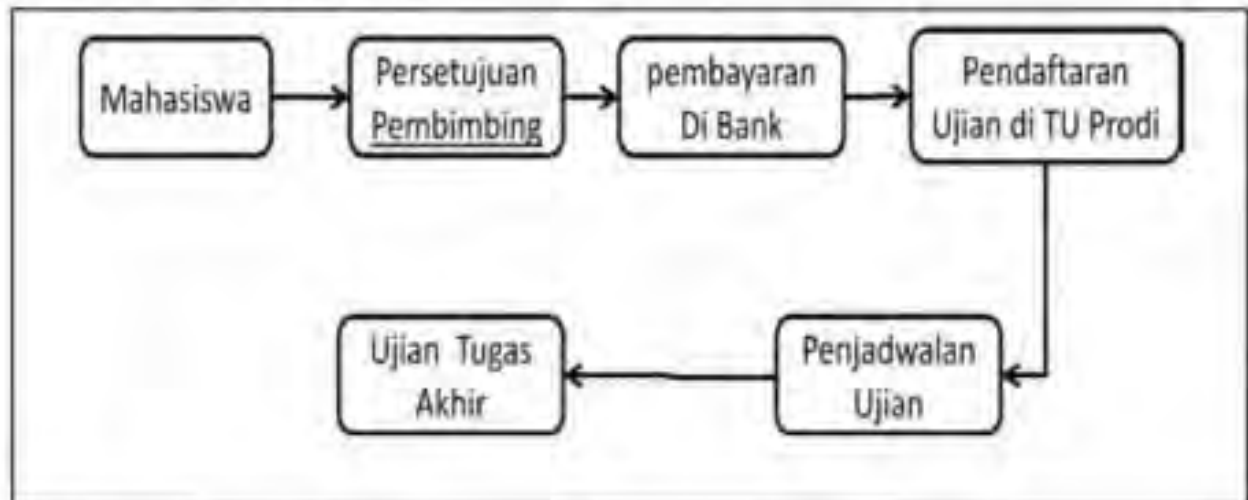 Mahasiswa
Persetujuan
Pembimbing
pembayaran
Di Bank
Pendaftaran
Ujian di TU Prodi
Ujian Tugas
Akhir
Penjadwalan
Ujian